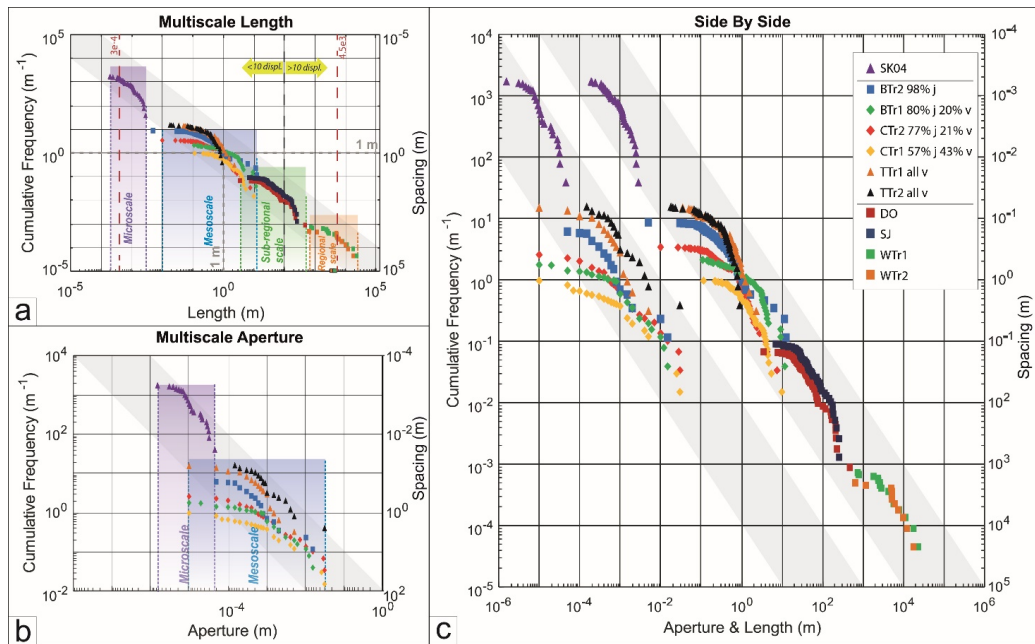 Multiscale Length
10^5
10^0
10^-5
Cumulative Frequency (m^-1)
10^-5
10^0
10^5
Spacing (m)
3e-4
4.5e3
<10 displ.
>10 displ.
1 m
1 m
Microscale
Mesoscale
Sub-regional
scale
Regional
scale
10^-5
10^0
10^5
Length (m)
a
Multiscale Aperture
10^4
10^2
10^0
10^-2
Cumulative Frequency (m^-1)
10^-4
10^-2
10^0
10^2
Spacing (m)
Microscale
Mesoscale
10^-4
10^0
Aperture (m)
b
Side By Side
10^4
10^3
10^2
10^1
10^0
10^-1
10^-2
10^-3
10^-4
10^-5
Cumulative Frequency (m^-1)
10^-4
10^-3
10^-2
10^-1
10^0
10^-1
10^2
10^3
10^4
10^5
Spacing (m)
SK04
BTr2 98% j
BTr1 80% j 20% v
CTr2 77% j 21% v
CTr1 57% j 43% v
TTr1 all v
TTr2 all v
DO
SJ
WTr1
WTr2
10^-6
10^-4
10^-2
10^0
10^2
10^4
10^6
Aperture & Length (m)
c